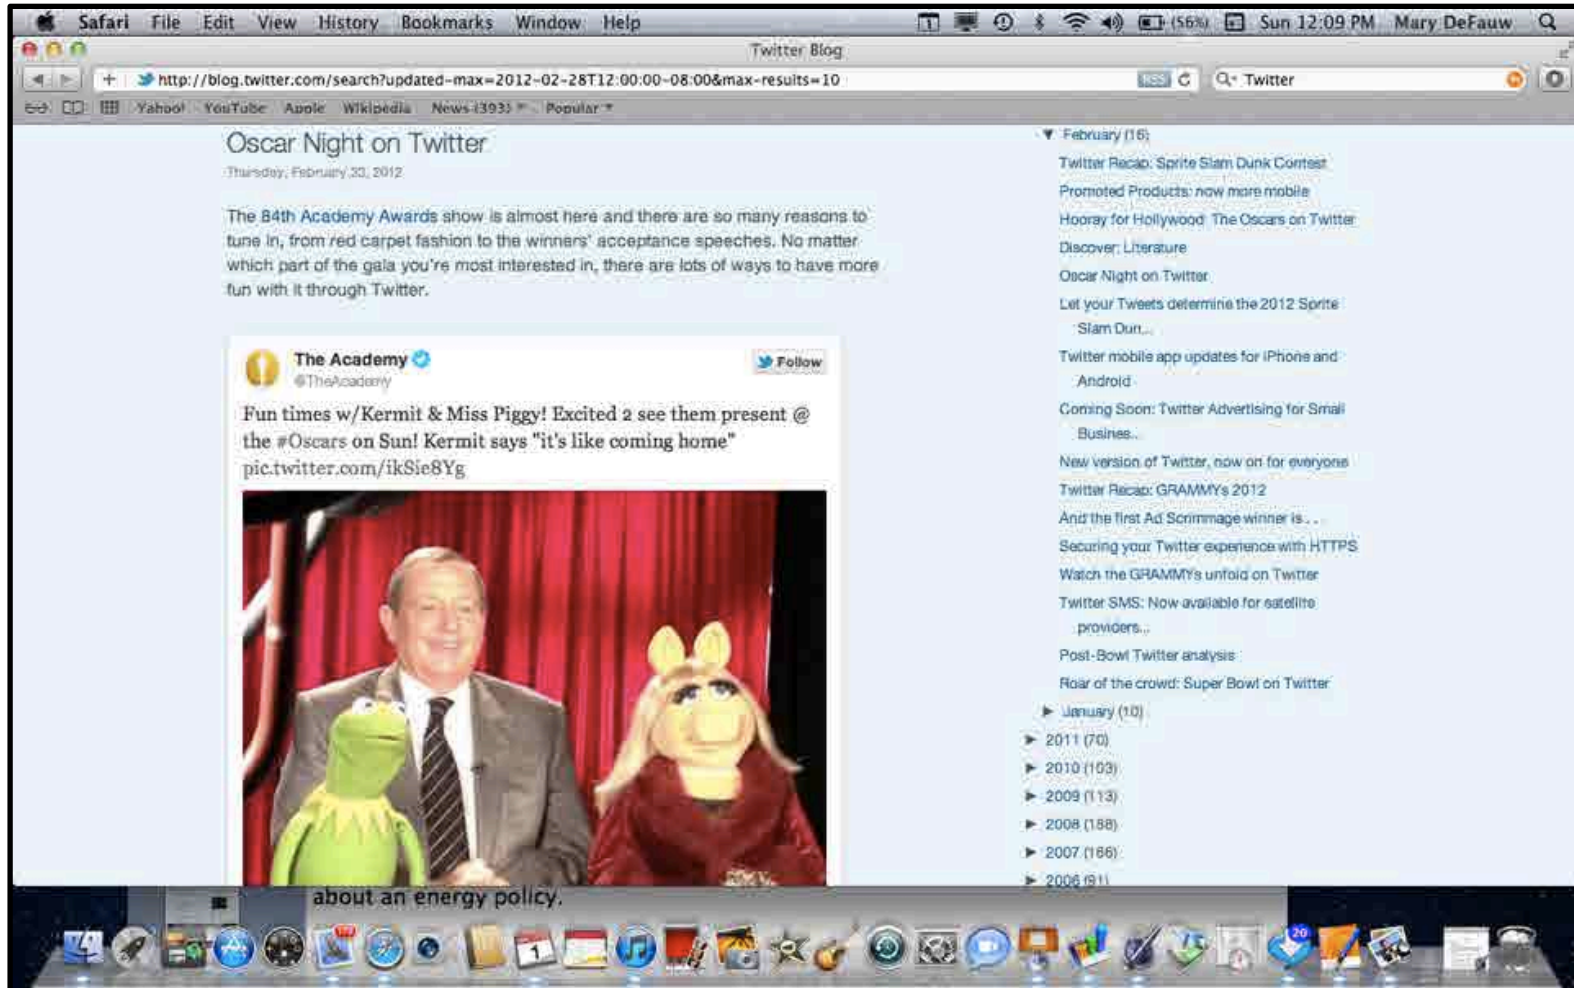 Safari File Edit View History Bookmarks Window Help
(56%) Sun 12:09 PM Mary DeFauw
Twitter Blog
http://blog.twitter.com/search?updated-max=2012-02-28T12:00:00-08:00&max-results=10
RSS
Twitter
Yahoo! YouTube Apple Wikipedia News (393) Popular
Oscar Night on Twitter
Thursday, February 23, 2012
The 84th Academy Awards show is almost here and there are so many reasons to
tune in, from red carpet fashion to the winners' acceptance speeches. No matter
which part of the gala you're most interested in, there are lots of ways to have more
fun with it through Twitter.
The Academy
@TheAcademy
Follow
Fun times w/Kermit & Miss Piggy! Excited 2 see them present @
the #Oscars on Sun! Kermit says "it's like coming home"
pic.twitter.com/ikSie8Yg
February (16)
Twitter Recap: Sprite Slam Dunk Contest
Promoted Products: now more mobile
Hooray for Hollywood: The Oscars on Twitter
Discover: Literature
Oscar Night on Twitter
Let your Tweets determine the 2012 Sprite
Slam Dun...
Twitter mobile app updates for iPhone and
Android
Coming Soon: Twitter Advertising for Small
Busines...
New version of Twitter, now on for everyone
Twitter Recap: GRAMMYs 2012
And the first Ad Scrimmage winner is . . .
Securing your Twitter experience with HTTPS
Watch the GRAMMYs unfold on Twitter
Twitter SMS: Now available for satellite
providers...
Post-Bowl Twitter analysis
Roar of the crowd: Super Bowl on Twitter
January (10)
2011 (70)
2010 (103)
2009 (113)
2008 (188)
2007 (166)
2006 (91)
about an energy policy.
1
20